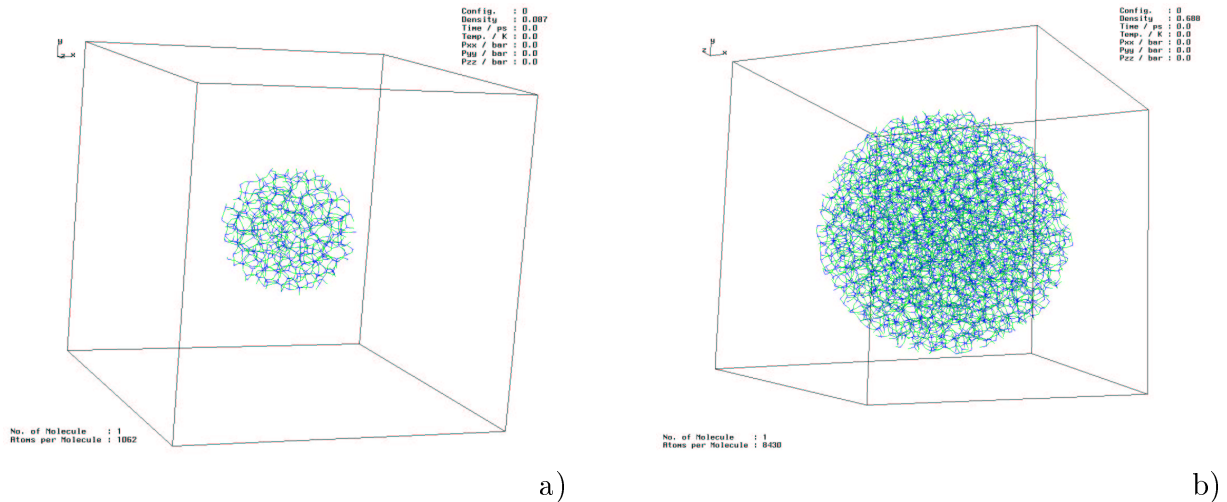 Config. : 0
Density : 0.087
Time / ps : 0.0
Temp. / K : 0.0
Pxx / bar : 0.0
Pyy / bar : 0.0
Pzz / bar : 0.0
y
z x
No. of Molecule : 1
Atoms per Molecule : 1062
a)
Config. : 0
Density : 0.688
Time / ps : 0.0
Temp. / K : 0.0
Pxx / bar : 0.0
Pyy / bar : 0.0
Pzz / bar : 0.0
y
z x
No. of Molecule : 1
Atoms per Molecule : 8430
b)